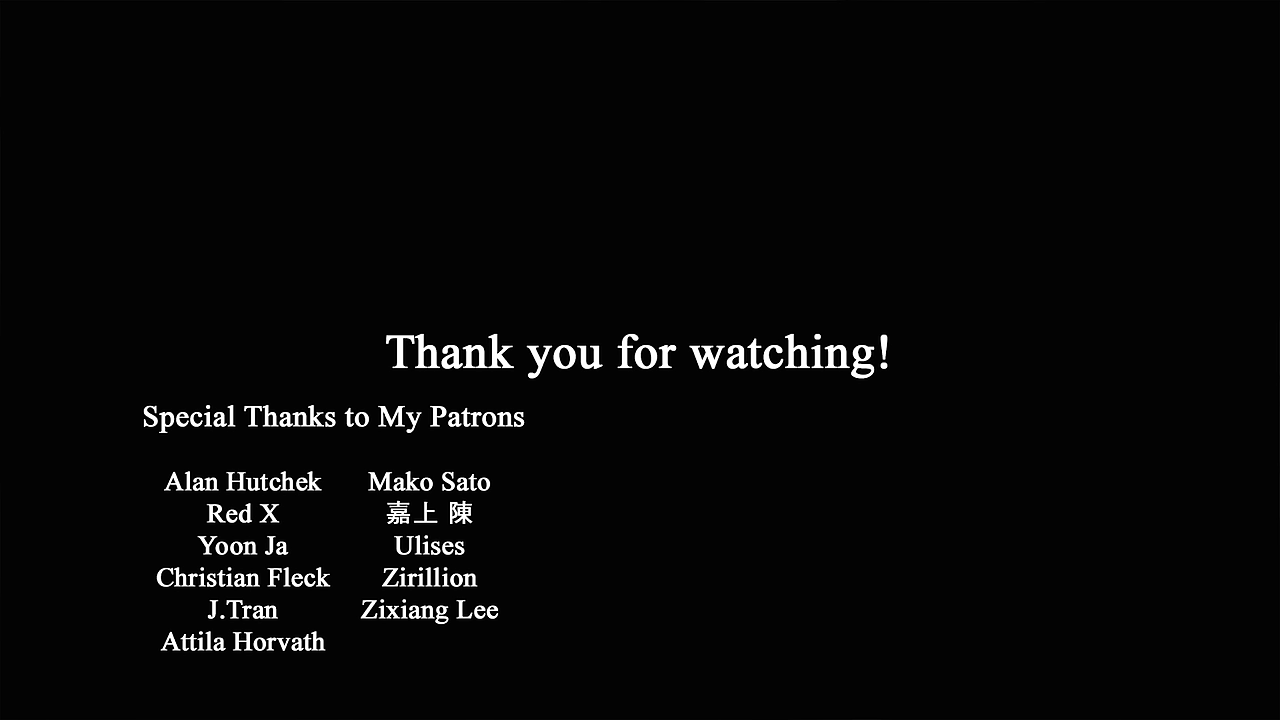 Thank you for watching!
Special Thanks to My Patrons
Alan Hutchek
Red X
Yoon Ja
Christian Fleck
J.Tran
Attila Horvath
Mako Sato
嘉上 陳
Ulises
Zirillion
Zixiang Lee